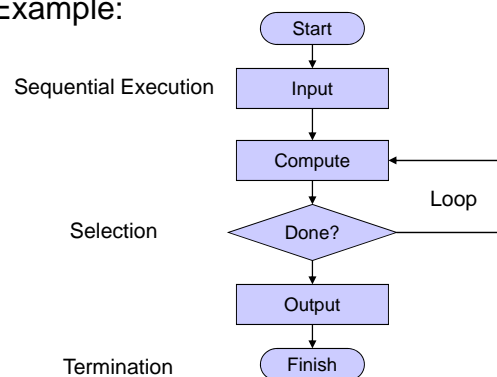 Example:
Start
Sequential Execution Input
Compute
Loop
Selection Done?
Output
Termination Finish